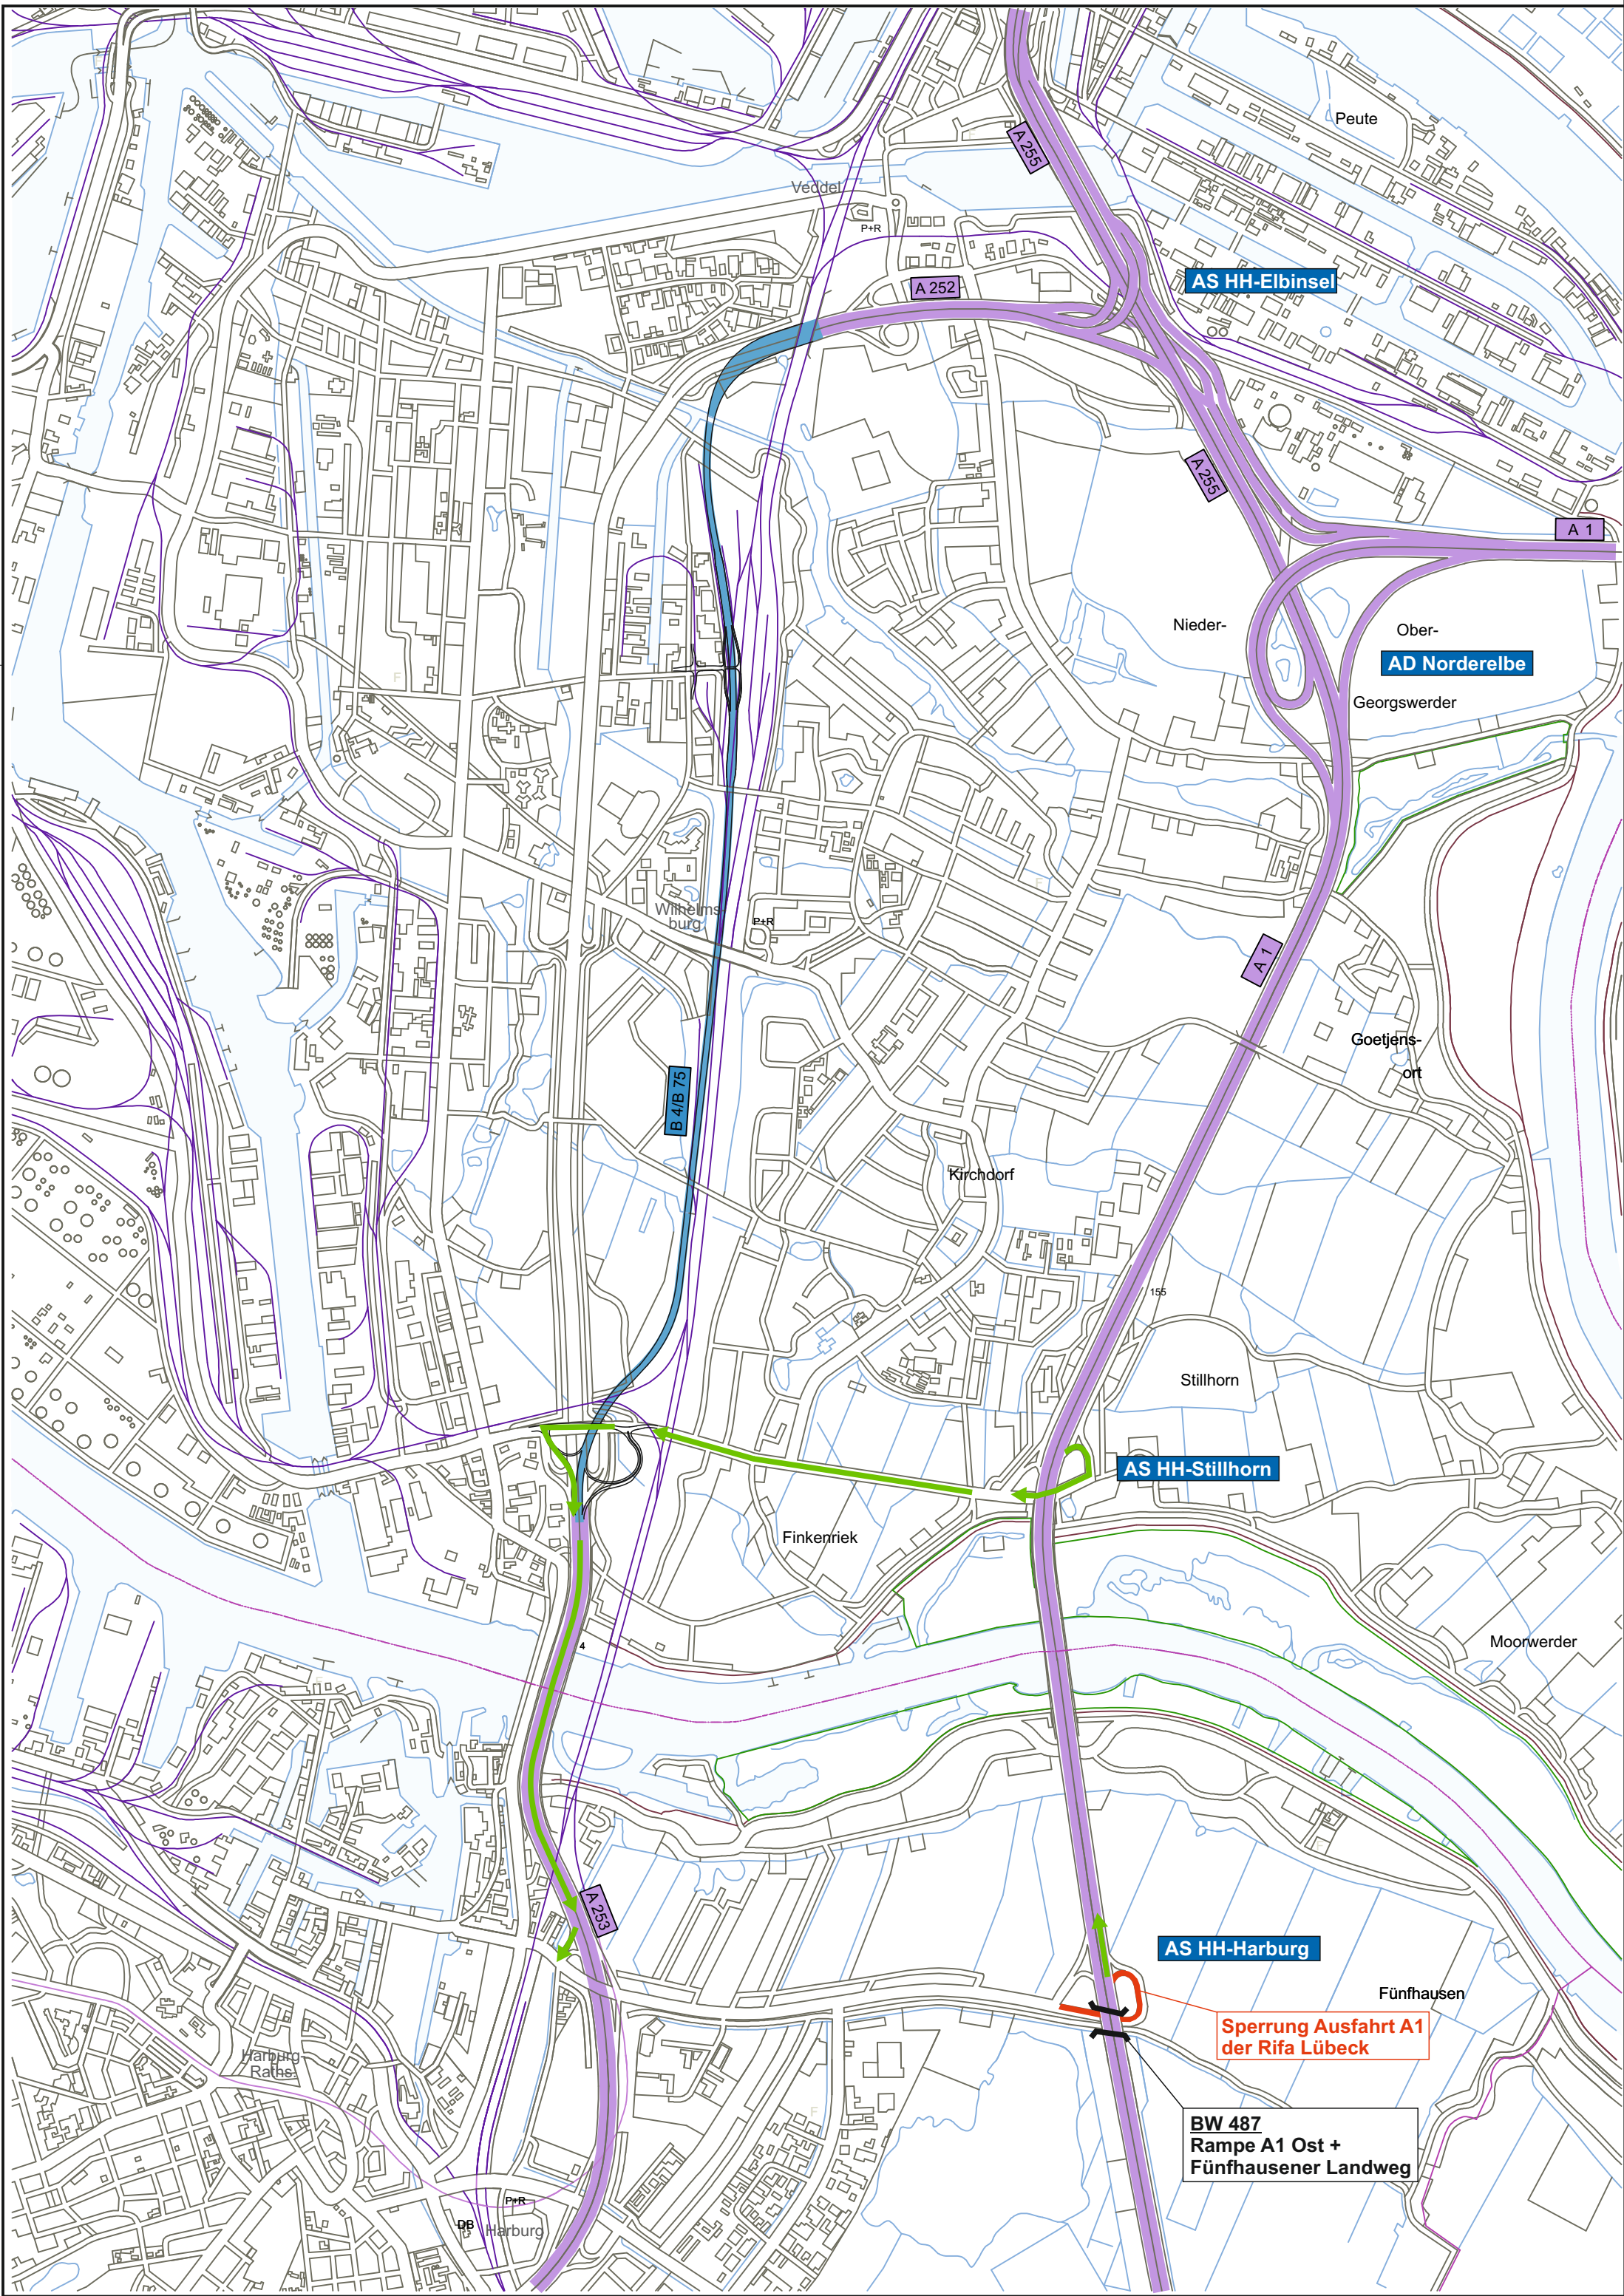 Peute
A 255
Veddel
P+R
AS HH-Elbinsel
A 252
A 255
A 1
Nieder-
Ober-
AD Norderelbe
Georgswerder
F
F
Wilhelms-
burg
P+R
A 1
Goetjens-
ort
B 4/B 75
Kirchdorf
155
Stillhorn
AS HH-Stillhorn
Finkenriek
4
Moorwerder
A 253
AS HH-Harburg
Fünfhausen
Sperrung Ausfahrt A1
der Rifa Lübeck
Harburg-
Raths.
F
BW 487
Rampe A1 Ost +
Fünfhausener Landweg
P+R
DB
Harburg